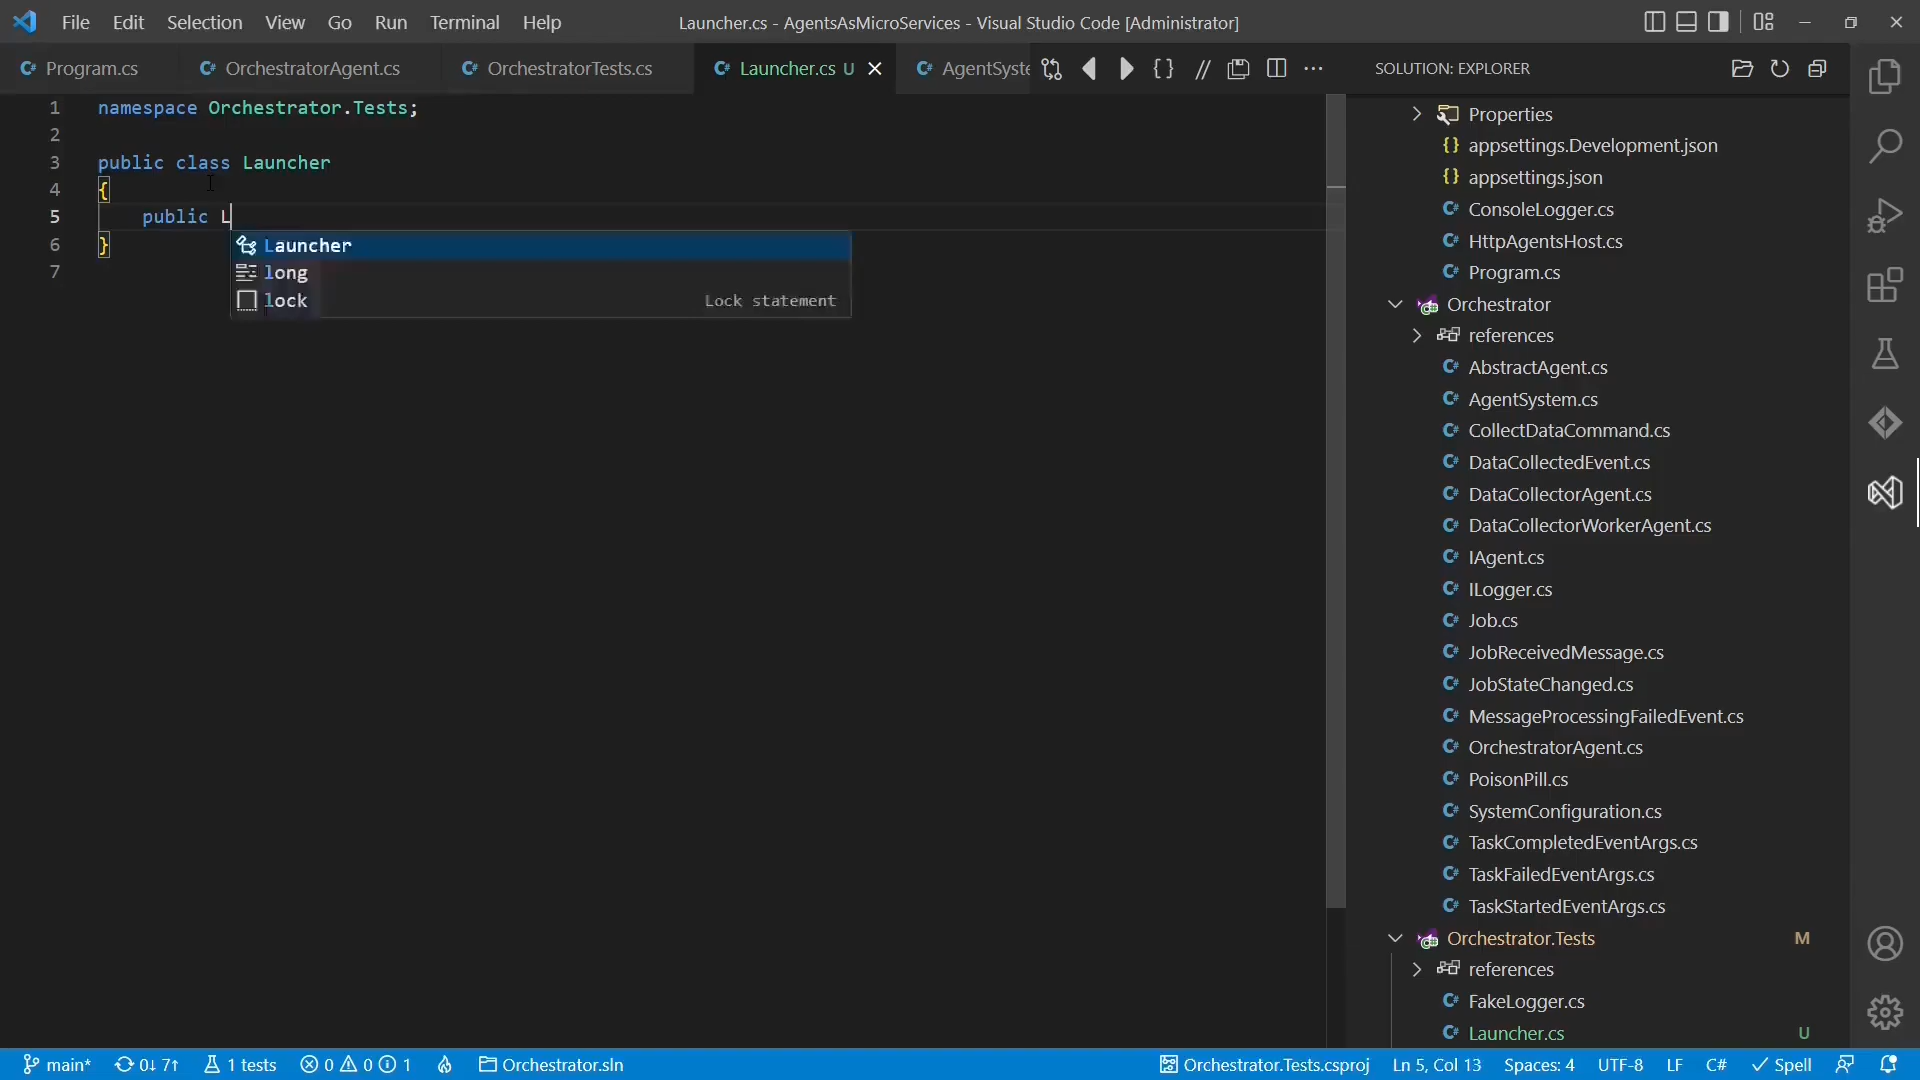 File Edit Selection View Go Run Terminal Help
Launcher.cs - AgentsAsMicroServices - Visual Studio Code [Administrator]
Program.cs
OrchestratorAgent.cs
OrchestratorTests.cs
Launcher.cs U
AgentSyste
1 namespace Orchestrator.Tests;
2
3 public class Launcher
4 {
5 public L
6 }
7
Launcher
long
lock Lock statement
SOLUTION: EXPLORER
Properties
appsettings.Development.json
appsettings.json
ConsoleLogger.cs
HttpAgentsHost.cs
Program.cs
Orchestrator
references
AbstractAgent.cs
AgentSystem.cs
CollectDataCommand.cs
DataCollectedEvent.cs
DataCollectorAgent.cs
DataCollectorWorkerAgent.cs
IAgent.cs
ILogger.cs
Job.cs
JobReceivedMessage.cs
JobStateChanged.cs
MessageProcessingFailedEvent.cs
OrchestratorAgent.cs
PoisonPill.cs
SystemConfiguration.cs
TaskCompletedEventArgs.cs
TaskFailedEventArgs.cs
TaskStartedEventArgs.cs
Orchestrator.Tests M
references
FakeLogger.cs
Launcher.cs U
main* 0↓ 7↑ 1 tests 0 0 1 Orchestrator.sln
Orchestrator.Tests.csproj Ln 5, Col 13 Spaces: 4 UTF-8 LF C# Spell